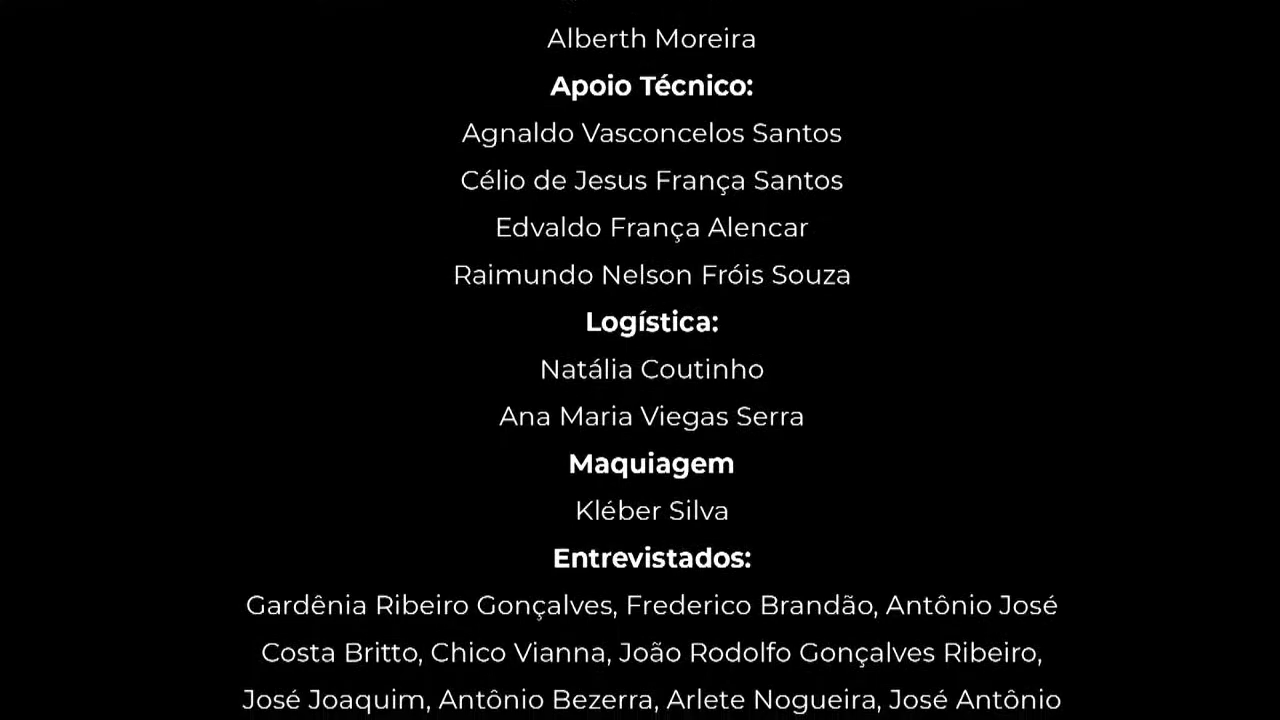 Alberth Moreira
Apoio Técnico:
Agnaldo Vasconcelos Santos
Célio de Jesus França Santos
Edvaldo França Alencar
Raimundo Nelson Fróis Souza
Logística:
Natália Coutinho
Ana Maria Viegas Serra
Maquiagem
Kléber Silva
Entrevistados:
Gardênia Ribeiro Gonçalves, Frederico Brandão, Antônio José
Costa Britto, Chico Vianna, João Rodolfo Gonçalves Ribeiro,
José Joaquim, Antônio Bezerra, Arlete Nogueira, José Antônio